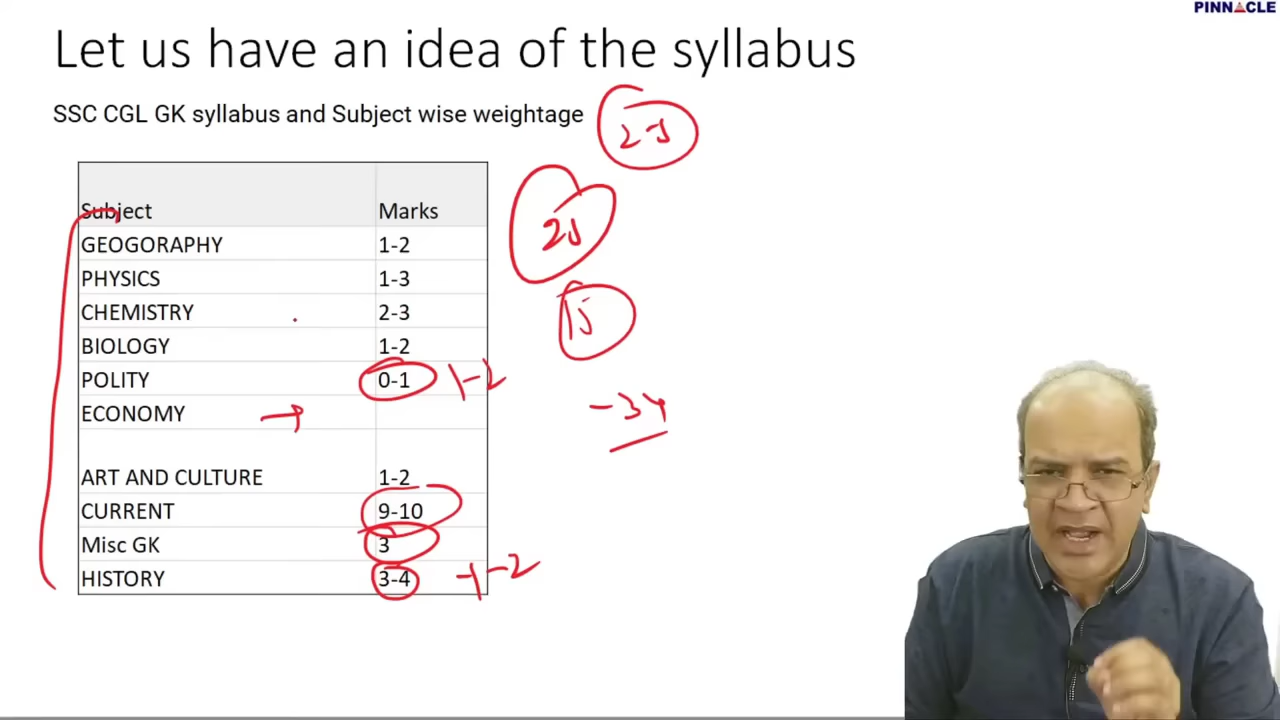 PINNACLE
Let us have an idea of the syllabus
SSC CGL GK syllabus and Subject wise weightage
25
25
15
Subject Marks
GEOGORAPHY 1-2
PHYSICS 1-3
CHEMISTRY 2-3
BIOLOGY 1-2
POLITY 0-1 1-2
ECONOMY
-34
ART AND CULTURE 1-2
CURRENT 9-10
Misc GK 3
HISTORY 3-4 1-2